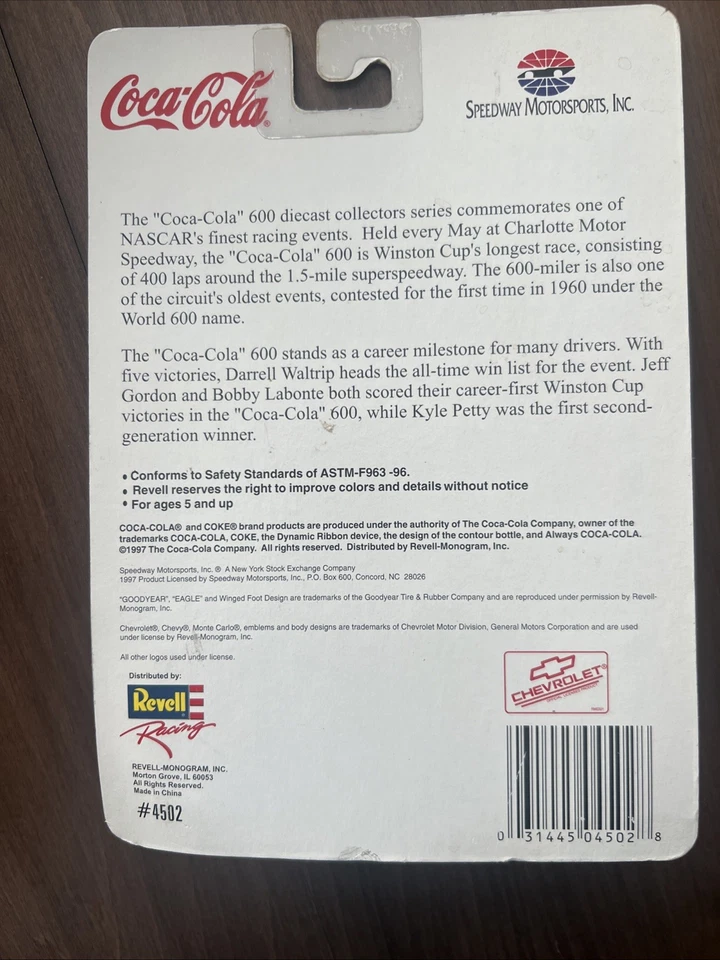 Coca-Cola®
SPEEDWAY MOTORSPORTS, INC.
The "Coca-Cola" 600 diecast collectors series commemorates one of
NASCAR's finest racing events. Held every May at Charlotte Motor
Speedway, the "Coca-Cola" 600 is Winston Cup's longest race, consisting
of 400 laps around the 1.5-mile superspeedway. The 600-miler is also one
of the circuit's oldest events, contested for the first time in 1960 under the
World 600 name.
The "Coca-Cola" 600 stands as a career milestone for many drivers. With
five victories, Darrell Waltrip heads the all-time win list for the event. Jeff
Gordon and Bobby Labonte both scored their career-first Winston Cup
victories in the "Coca-Cola" 600, while Kyle Petty was the first second-
generation winner.
• Conforms to Safety Standards of ASTM-F963 -96.
• Revell reserves the right to improve colors and details without notice
• For ages 5 and up
COCA-COLA® and COKE® brand products are produced under the authority of The Coca-Cola Company, owner of the
trademarks COCA-COLA, COKE, the Dynamic Ribbon device, the design of the contour bottle, and Always COCA-COLA.
©1997 The Coca-Cola Company. All rights reserved. Distributed by Revell-Monogram, Inc.
Speedway Motorsports, Inc. ® A New York Stock Exchange Company
1997 Product Licensed by Speedway Motorsports, Inc., P.O. Box 600, Concord, NC 28026
"GOODYEAR", "EAGLE" and Winged Foot Design are trademarks of the Goodyear Tire & Rubber Company and are reproduced under permission by Revell-
Monogram, Inc.
Chevrolet®, Chevy®, Monte Carlo®, emblems and body designs are trademarks of Chevrolet Motor Division, General Motors Corporation and are used
under license by Revell-Monogram, Inc.
All other logos used under license.
Distributed by:
Revell
Racing
REVELL-MONOGRAM, INC.
Morton Grove, IL 60053
All Rights Reserved.
Made in China
#4502
CHEVROLET®
0 31445 04502 8